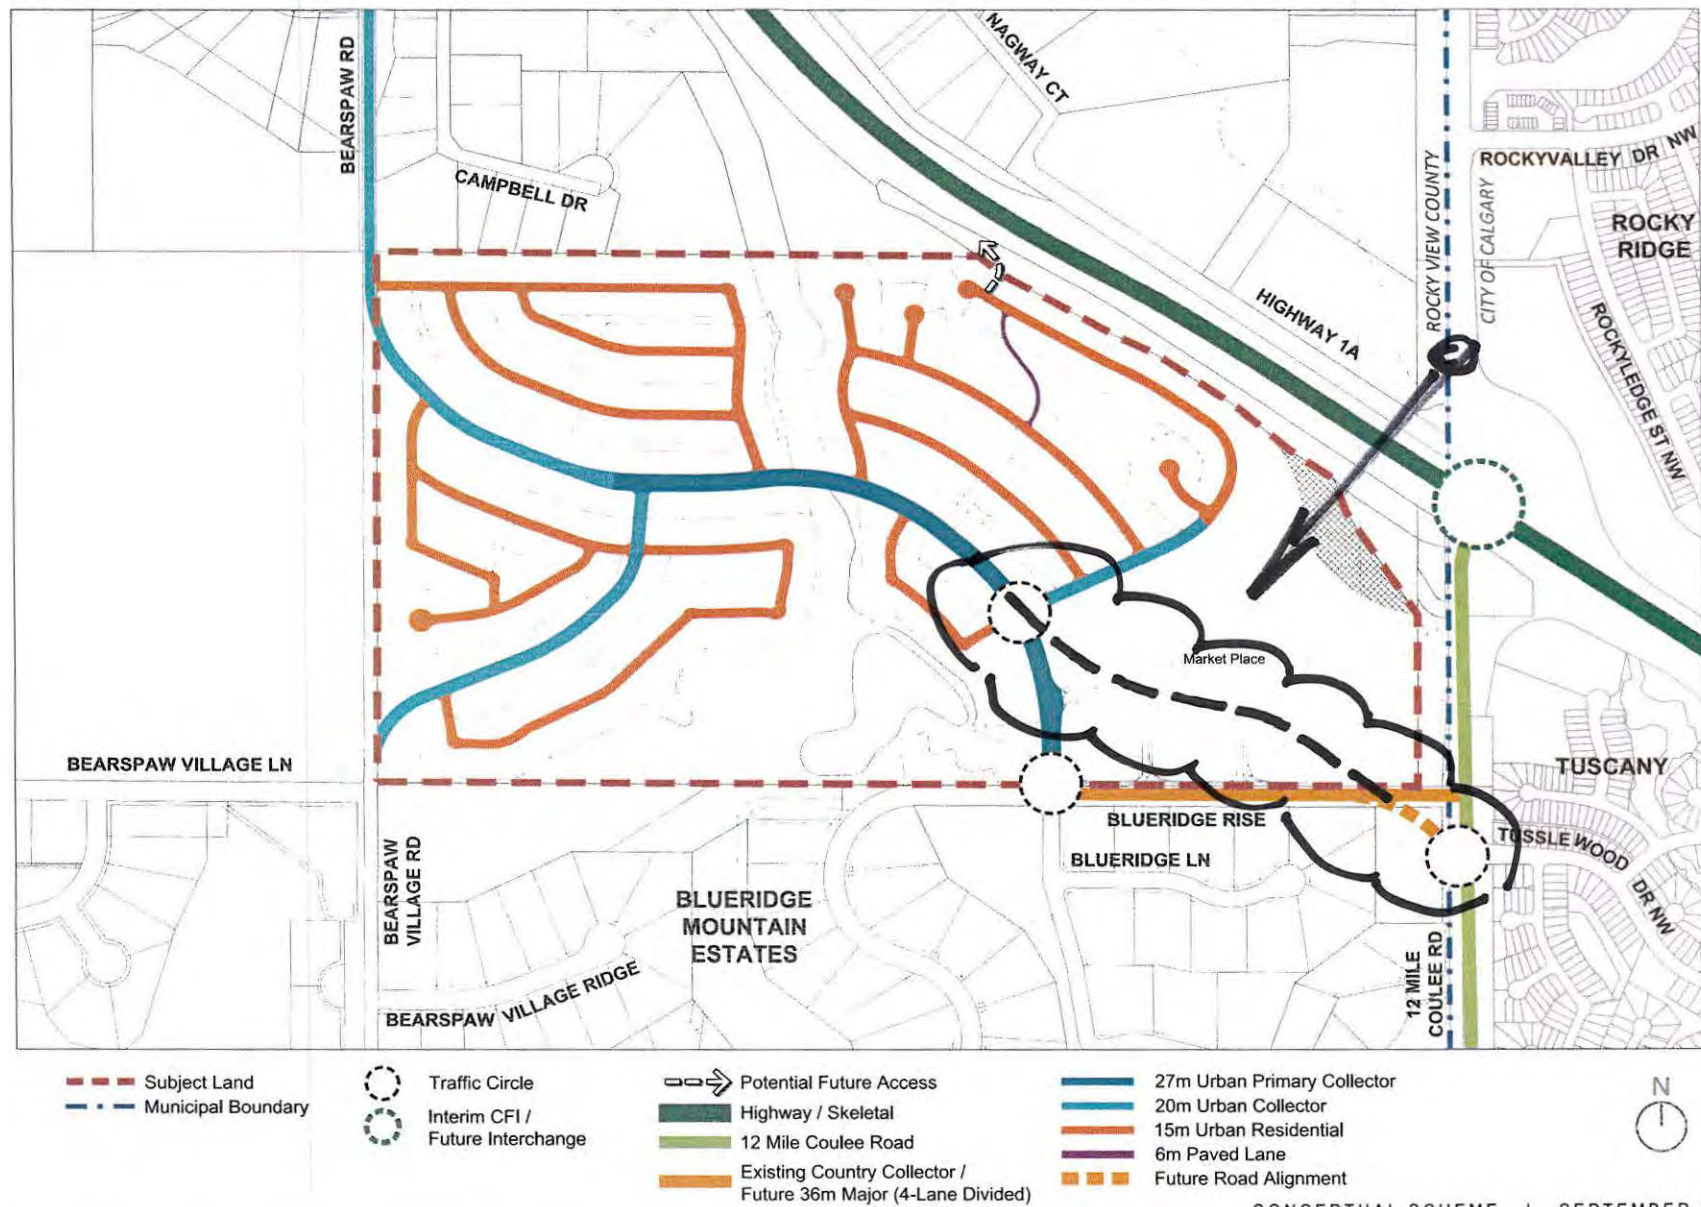 NAGWAY CT
BEARSPAW RD
CAMPBELL DR
ROCKY VIEW COUNTY
CITY OF CALGARY
ROCKYVALLEY DR NW
ROCKY
RIDGE
HIGHWAY 1A
ROCKYLEDGE ST NW
Market Place
BEARSPAW VILLAGE LN
TUSCANY
BLUERIDGE RISE
TUSSLEWOOD DR NW
BLUERIDGE LN
BEARSPAW
VILLAGE RD
BLUERIDGE
MOUNTAIN
ESTATES
12 MILE
COULEE RD
BEARSPAW VILLAGE RIDGE
Subject Land
Municipal Boundary
Traffic Circle
Interim CFI /
Future Interchange
Potential Future Access
Highway / Skeletal
12 Mile Coulee Road
Existing Country Collector /
Future 36m Major (4-Lane Divided)
27m Urban Primary Collector
20m Urban Collector
15m Urban Residential
6m Paved Lane
Future Road Alignment
N
CONCEPTUAL SCHEME | SEPTEMBER